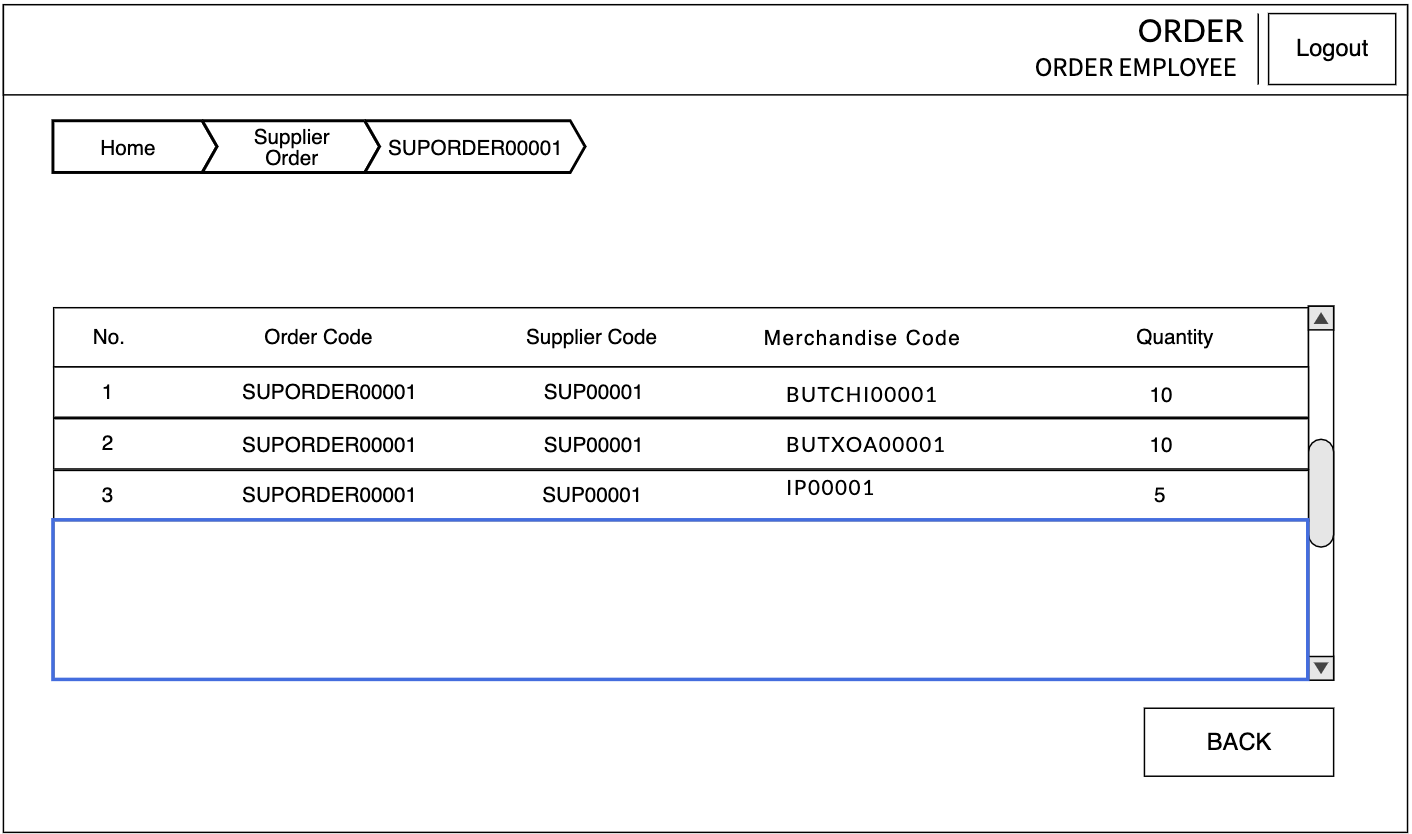 ORDER
ORDER EMPLOYEE
Logout
Home
Supplier
Order
SUPORDER00001
No. Order Code Supplier Code Merchandise Code Quantity
1 SUPORDER00001 SUP00001 BUTCHI00001 10
2 SUPORDER00001 SUP00001 BUTXOA00001 10
3 SUPORDER00001 SUP00001 IP00001 5
BACK